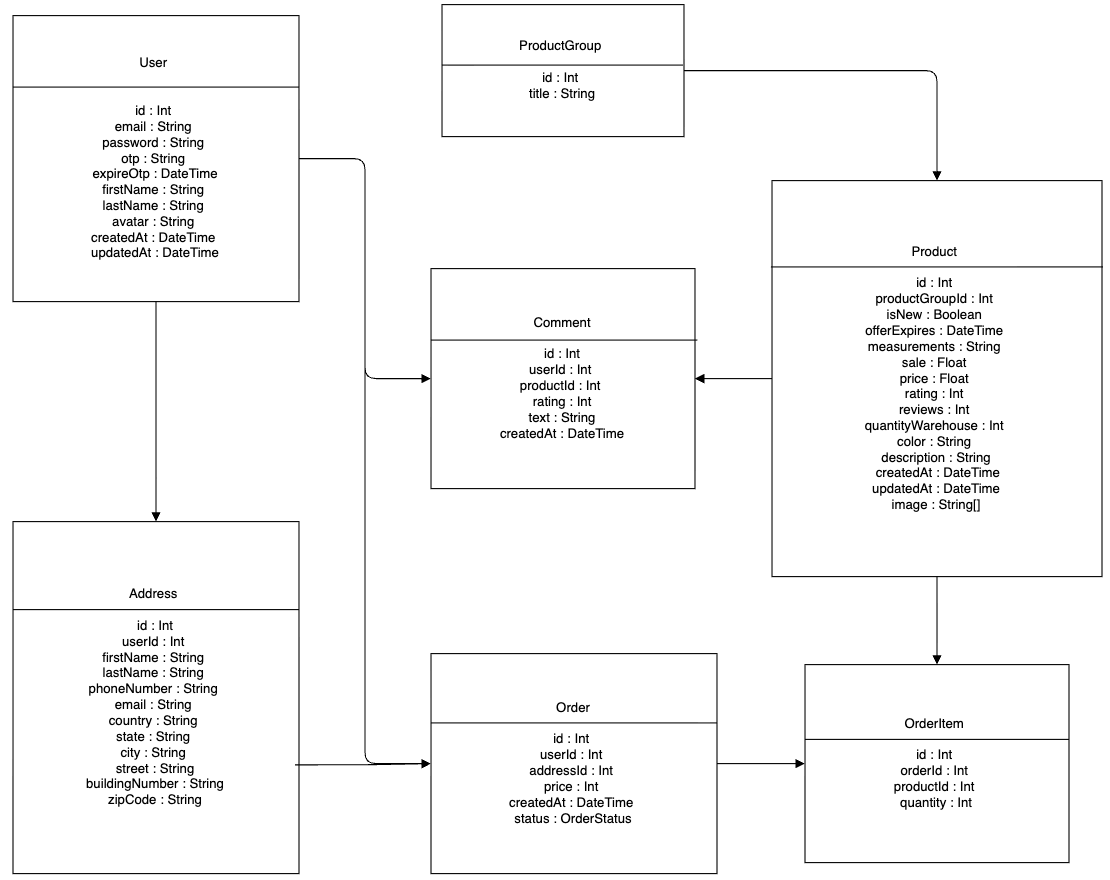 User
id : Int
email : String
password : String
otp : String
expireOtp : DateTime
firstName : String
lastName : String
avatar : String
createdAt : DateTime
updatedAt : DateTime
ProductGroup
id : Int
title : String
Product
id : Int
productGroupId : Int
isNew : Boolean
offerExpires : DateTime
measurements : String
sale : Float
price : Float
rating : Int
reviews : Int
quantityWarehouse : Int
color : String
description : String
createdAt : DateTime
updatedAt : DateTime
image : String[]
Comment
id : Int
userId : Int
productId : Int
rating : Int
text : String
createdAt : DateTime
Address
id : Int
userId : Int
firstName : String
lastName : String
phoneNumber : String
email : String
country : String
state : String
city : String
street : String
buildingNumber : String
zipCode : String
Order
id : Int
userId : Int
addressId : Int
price : Int
createdAt : DateTime
status : OrderStatus
OrderItem
id : Int
orderId : Int
productId : Int
quantity : Int